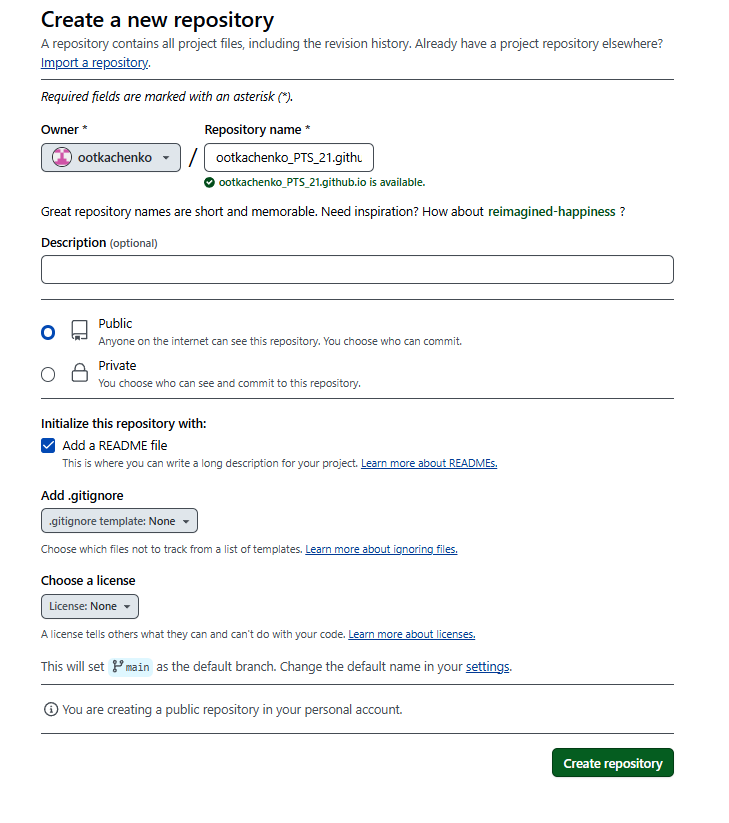 Create a new repository
A repository contains all project files, including the revision history. Already have a project repository elsewhere?
Import a repository.
Required fields are marked with an asterisk (*).
Owner * Repository name *
ootkachenko / ootkachenko_PTS_21.githu
ootkachenko_PTS_21.github.io is available.
Great repository names are short and memorable. Need inspiration? How about reimagined-happiness ?
Description (optional)
Public
Anyone on the internet can see this repository. You choose who can commit.
Private
You choose who can see and commit to this repository.
Initialize this repository with:
Add a README file
This is where you can write a long description for your project. Learn more about READMEs.
Add .gitignore
.gitignore template: None
Choose which files not to track from a list of templates. Learn more about ignoring files.
Choose a license
License: None
A license tells others what they can and can't do with your code. Learn more about licenses.
This will set main as the default branch. Change the default name in your settings.
You are creating a public repository in your personal account.
Create repository